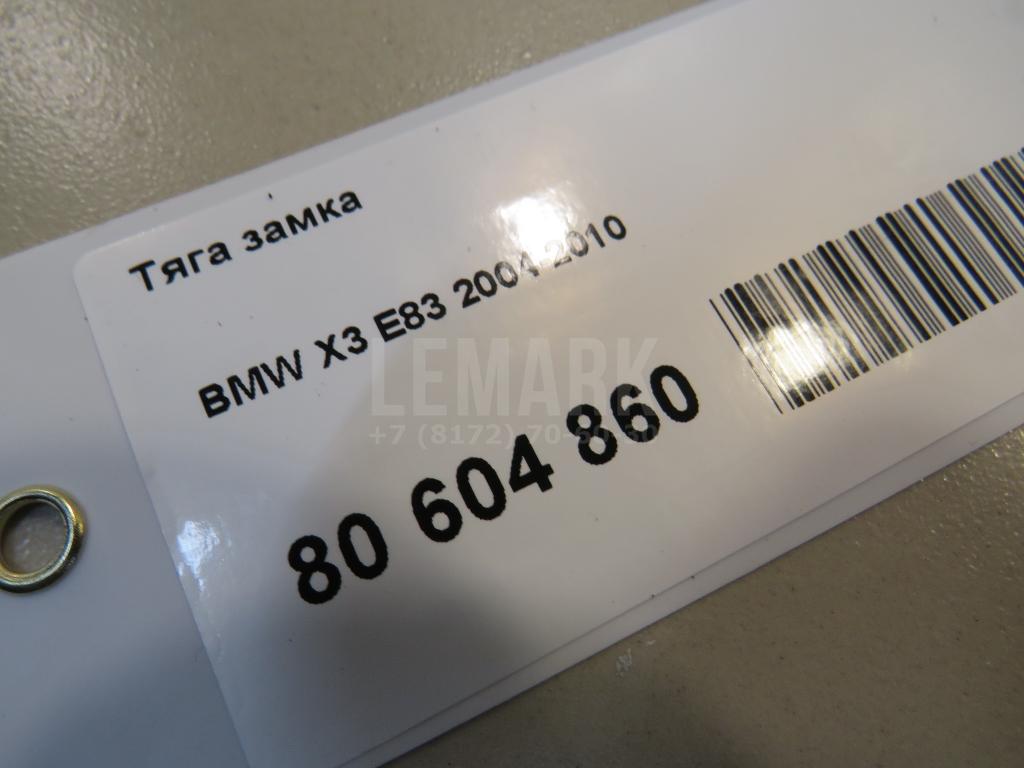 Тяга замка
BMW X3 E83 2004-2010
LEMARK
80 604 860